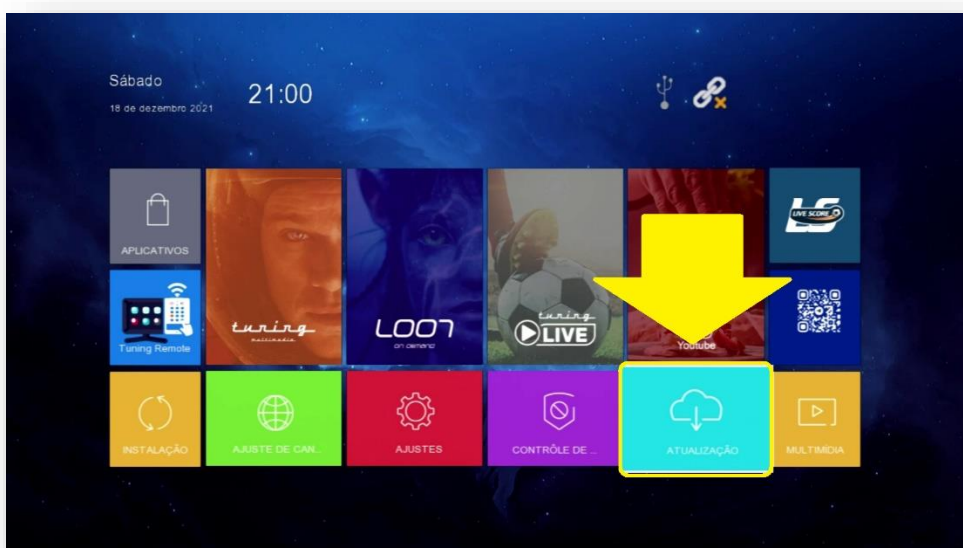 Sábado
21:00
18 de dezembro 2021
APLICATIVOS
LS
LIVE SCORE
Tuning Remote
tuning
multimedia
LOOT
on demand
tuning
LIVE
Youtube
INSTALAÇÃO
AJUSTE DE CAN...
AJUSTES
CONTRÔLE DE ...
ATUALIZAÇÃO
MULTIMÍDIA